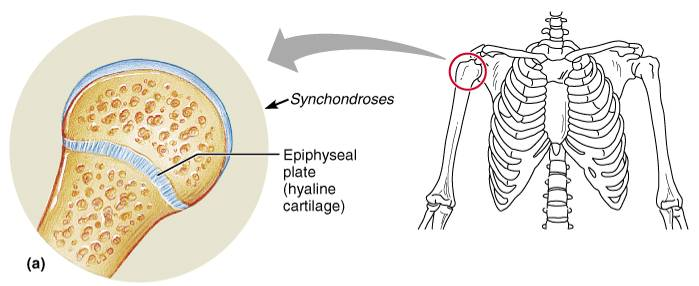 Synchondroses
Epiphyseal
plate
(hyaline
cartilage)
(a)